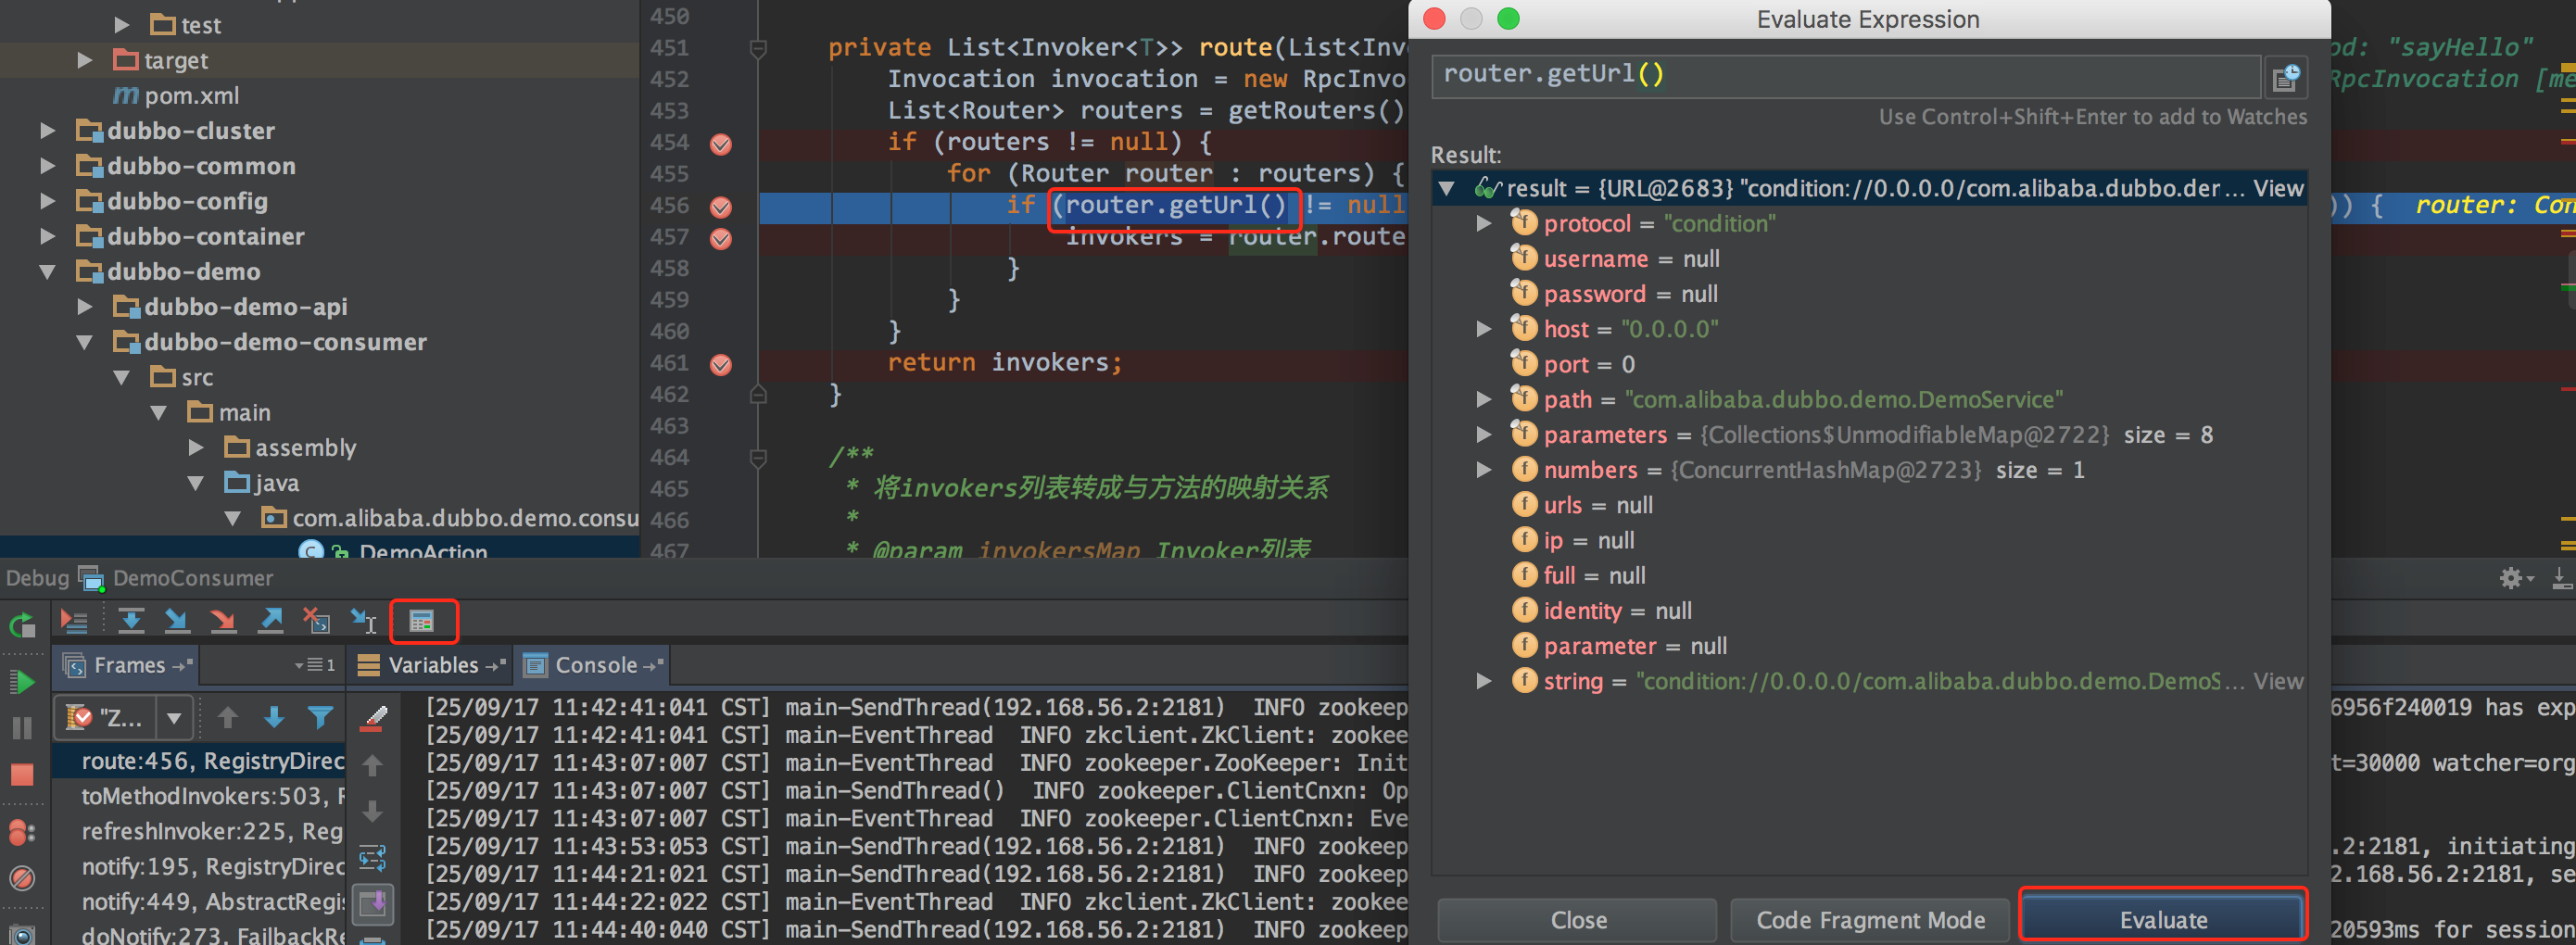 test
target
pom.xml
dubbo-cluster
dubbo-common
dubbo-config
dubbo-container
dubbo-demo
dubbo-demo-api
dubbo-demo-consumer
src
main
assembly
java
com.alibaba.dubbo.demo.consu
DemoAction
450
451 private List<Invoker<T>> route(List<Inv
452 Invocation invocation = new RpcInvo
453 List<Router> routers = getRouters()
454 if (routers != null) {
455 for (Router router : routers) {
456 if (router.getUrl() != null
457 invokers = router.route
458 }
459 }
460 }
461 return invokers;
462 }
463
464 /**
465 * 将invokers列表转成与方法的映射关系
466 *
467 * @param invokersMap Invoker列表
od: "sayHello"
RpcInvocation [me
)) { router: Con
Evaluate Expression
router.getUrl()
Use Control+Shift+Enter to add to Watches
Result:
result = {URL@2683} "condition://0.0.0.0/com.alibaba.dubbo.der... View
protocol = "condition"
username = null
password = null
host = "0.0.0.0"
port = 0
path = "com.alibaba.dubbo.demo.DemoService"
parameters = {Collections$UnmodifiableMap@2722} size = 8
numbers = {ConcurrentHashMap@2723} size = 1
urls = null
ip = null
full = null
identity = null
parameter = null
string = "condition://0.0.0.0/com.alibaba.dubbo.demo.DemoS... View
Close
Code Fragment Mode
Evaluate
Debug DemoConsumer
Frames
1
Variables
Console
"Z...
route:456, RegistryDirec
toMethodInvokers:503, R
refreshInvoker:225, Reg
notify:195, RegistryDirec
notify:449, AbstractRegis
doNotify:273, FailbackRe
[25/09/17 11:42:41:041 CST] main-SendThread(192.168.56.2:2181) INFO zookeep
[25/09/17 11:42:41:041 CST] main-EventThread INFO zkclient.ZkClient: zookee
[25/09/17 11:43:07:007 CST] main-EventThread INFO zookeeper.ZooKeeper: Init
[25/09/17 11:43:07:007 CST] main-SendThread() INFO zookeeper.ClientCnxn: Op
[25/09/17 11:43:07:007 CST] main-EventThread INFO zookeeper.ClientCnxn: Eve
[25/09/17 11:43:53:053 CST] main-SendThread(192.168.56.2:2181) INFO zookeep
[25/09/17 11:44:21:021 CST] main-SendThread(192.168.56.2:2181) INFO zookeep
[25/09/17 11:44:22:022 CST] main-EventThread INFO zkclient.ZkClient: zookee
[25/09/17 11:44:40:040 CST] main-SendThread(192.168.56.2:2181) INFO zookeep
6956f240019 has exp
t=30000 watcher=org
.2:2181, initiating
2.168.56.2:2181, se
20593ms for session